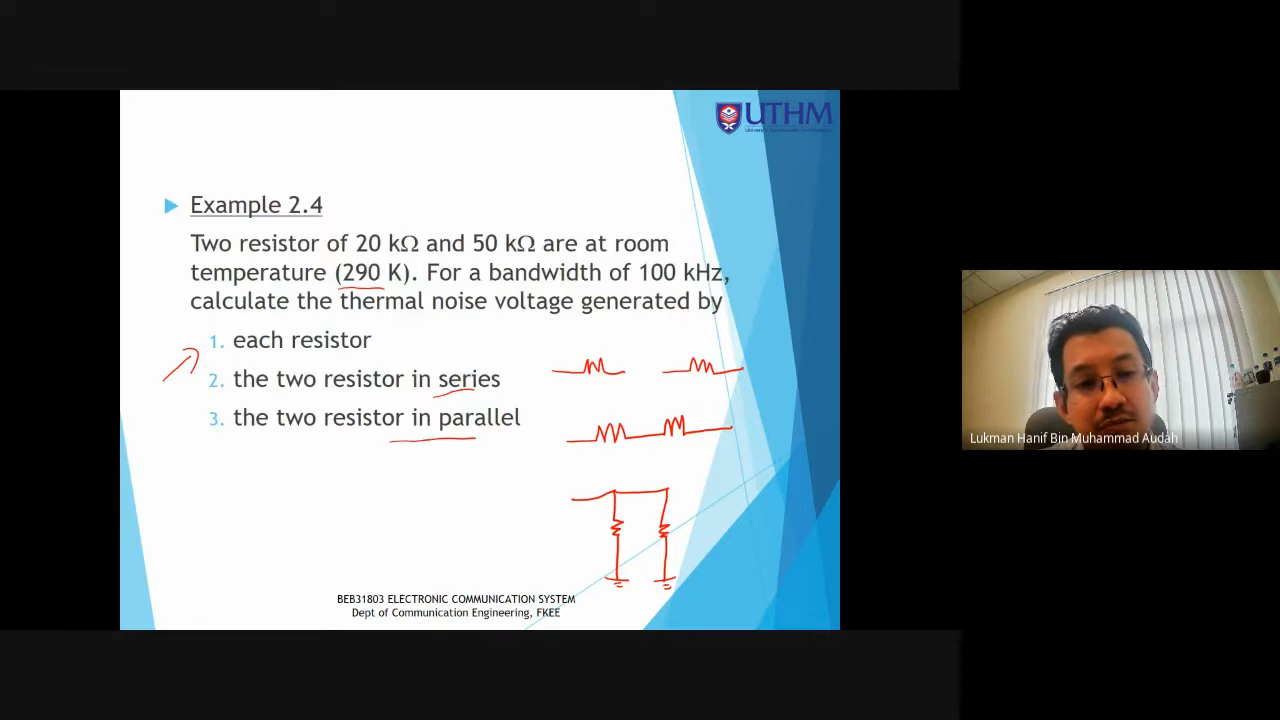 UTHM
Example 2.4
Two resistor of 20 kΩ and 50 kΩ are at room
temperature (290 K). For a bandwidth of 100 kHz,
calculate the thermal noise voltage generated by
1. each resistor
2. the two resistor in series
3. the two resistor in parallel
Lukman Hanif Bin Muhammad Audah
BEB31803 ELECTRONIC COMMUNICATION SYSTEM
Dept of Communication Engineering, FKEE